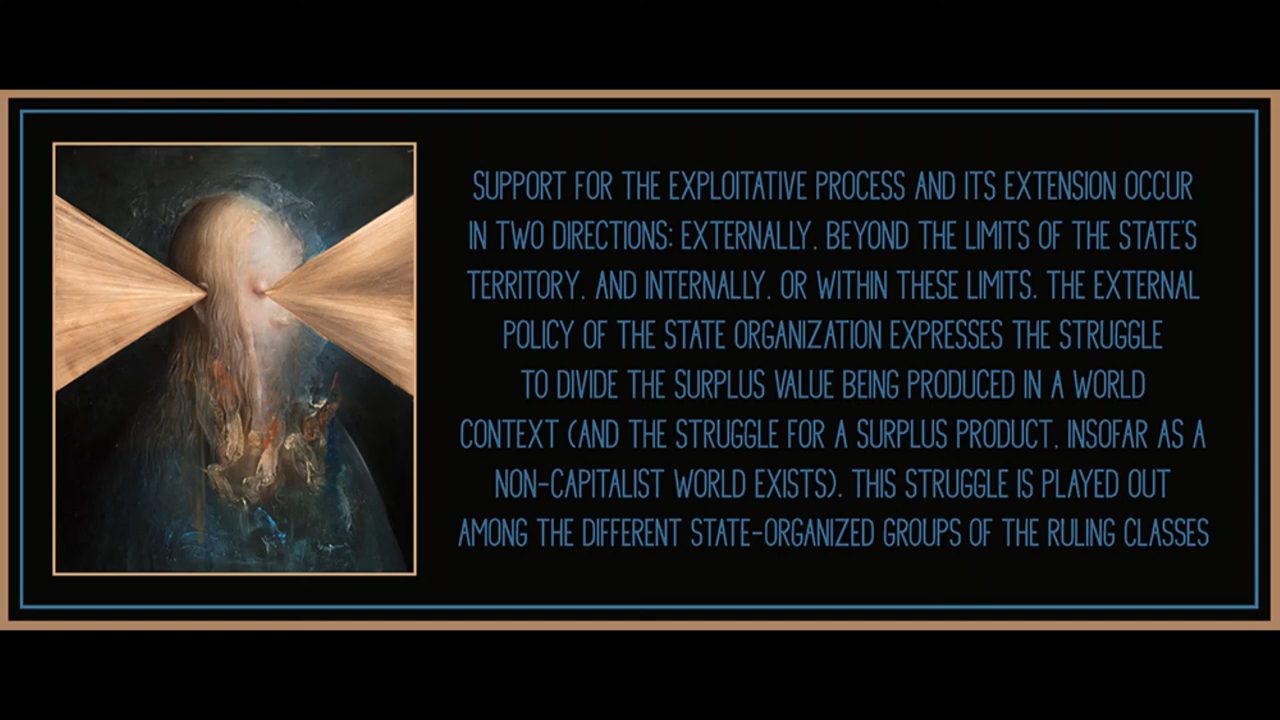 SUPPORT FOR THE EXPLOITATIVE PROCESS AND ITS EXTENSION OCCUR
IN TWO DIRECTIONS: EXTERNALLY, BEYOND THE LIMITS OF THE STATE'S
TERRITORY, AND INTERNALLY, OR WITHIN THESE LIMITS. THE EXTERNAL
POLICY OF THE STATE ORGANIZATION EXPRESSES THE STRUGGLE
TO DIVIDE THE SURPLUS VALUE BEING PRODUCED IN A WORLD
CONTEXT (AND THE STRUGGLE FOR A SURPLUS PRODUCT, INSOFAR AS A
NON-CAPITALIST WORLD EXISTS). THIS STRUGGLE IS PLAYED OUT
AMONG THE DIFFERENT STATE-ORGANIZED GROUPS OF THE RULING CLASSES